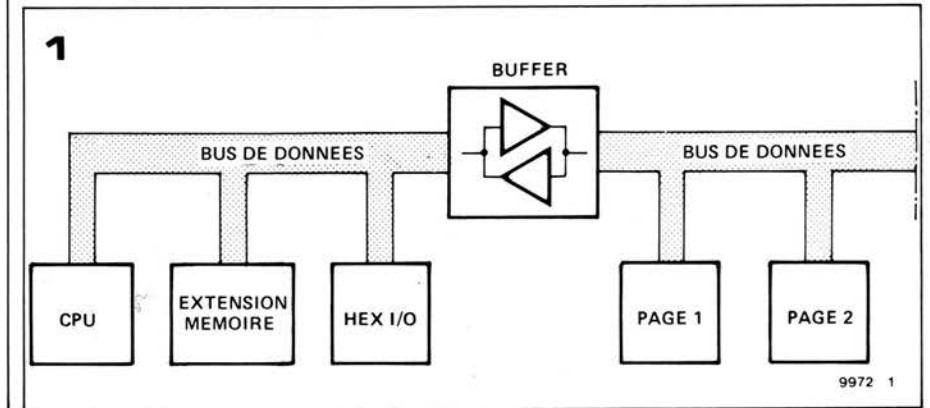 1
BUFFER
BUS DE DONNEES
BUS DE DONNEES
CPU
EXTENSION
MEMOIRE
HEX I/O
PAGE 1
PAGE 2
9972 1